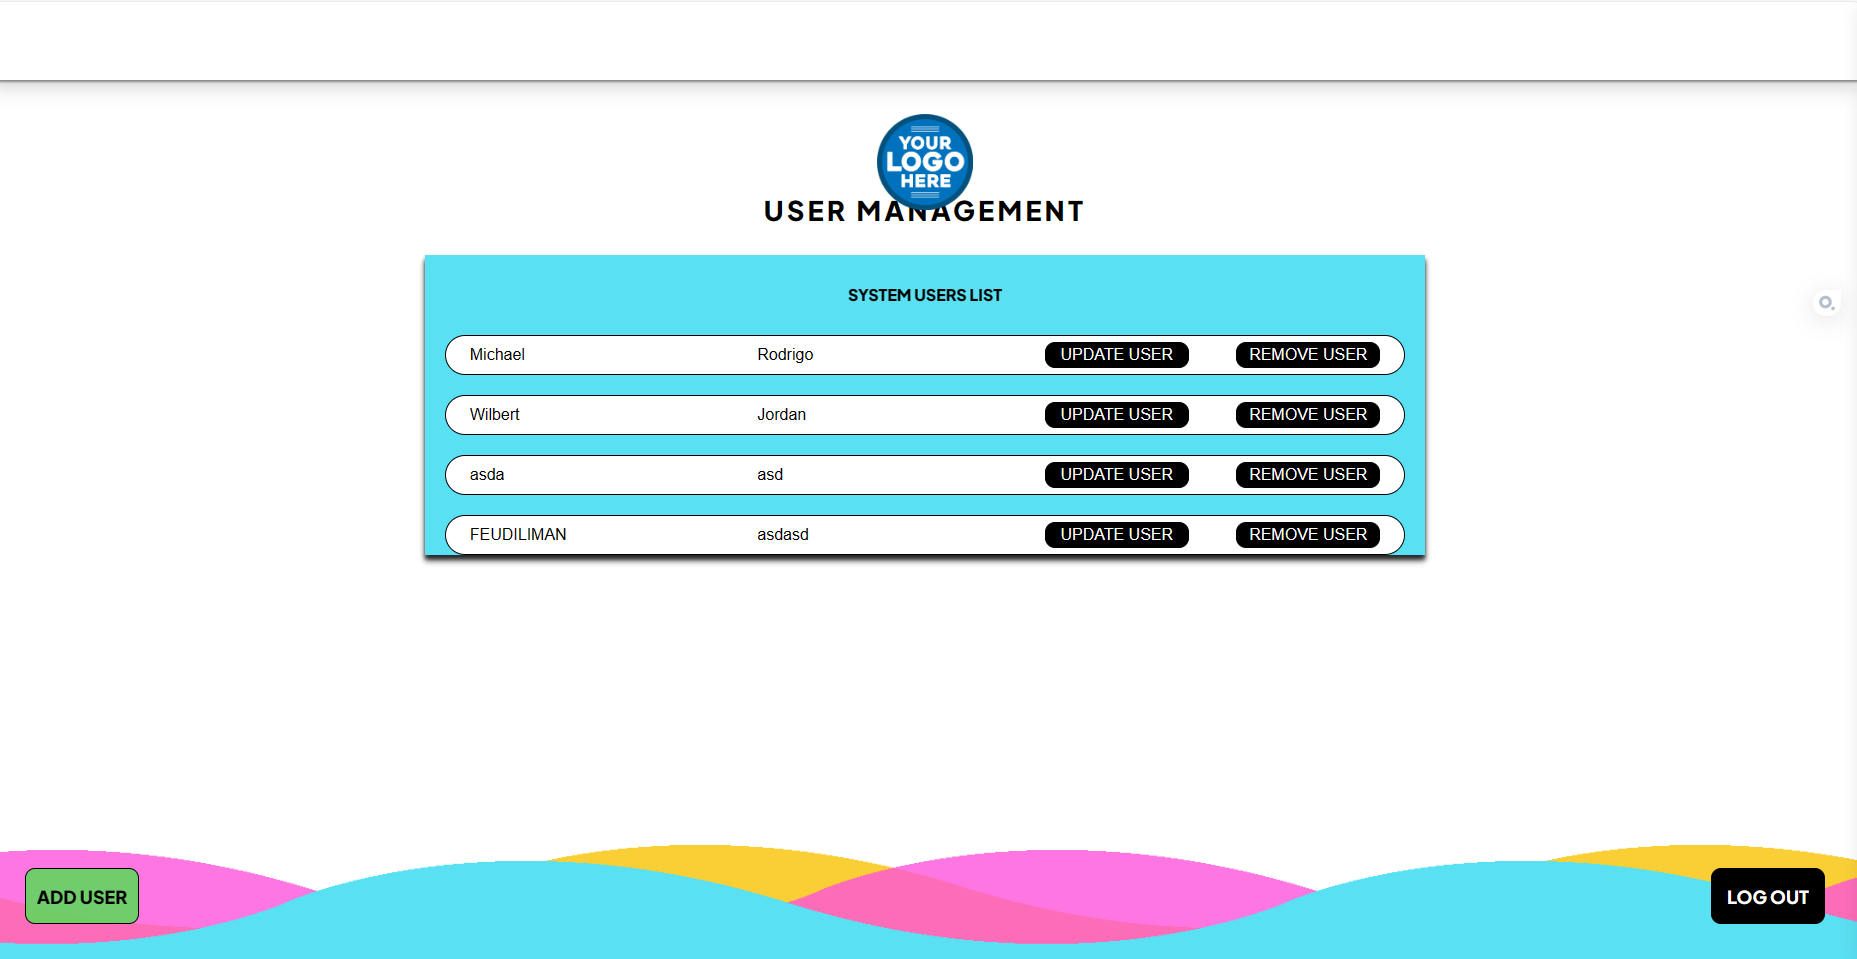 YOUR
LOGO
HERE
USER MANAGEMENT
SYSTEM USERS LIST
Michael Rodrigo UPDATE USER REMOVE USER
Wilbert Jordan UPDATE USER REMOVE USER
asda asd UPDATE USER REMOVE USER
FEUDILIMAN asdasd UPDATE USER REMOVE USER
ADD USER LOG OUT